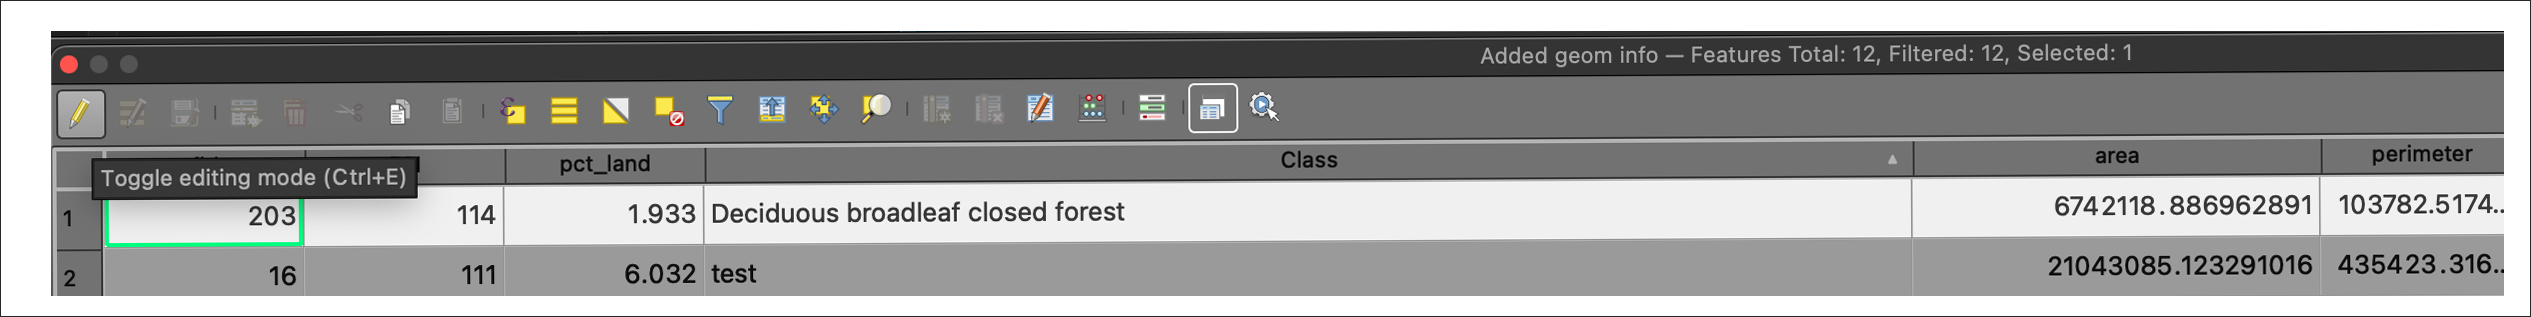 Added geom info — Features Total: 12, Filtered: 12, Selected: 1
pct_land Class area perimeter
Toggle editing mode (Ctrl+E)
1 203 114 1.933 Deciduous broadleaf closed forest 6742118.886962891 103782.5174..
2 16 111 6.032 test 21043085.123291016 435423.316..